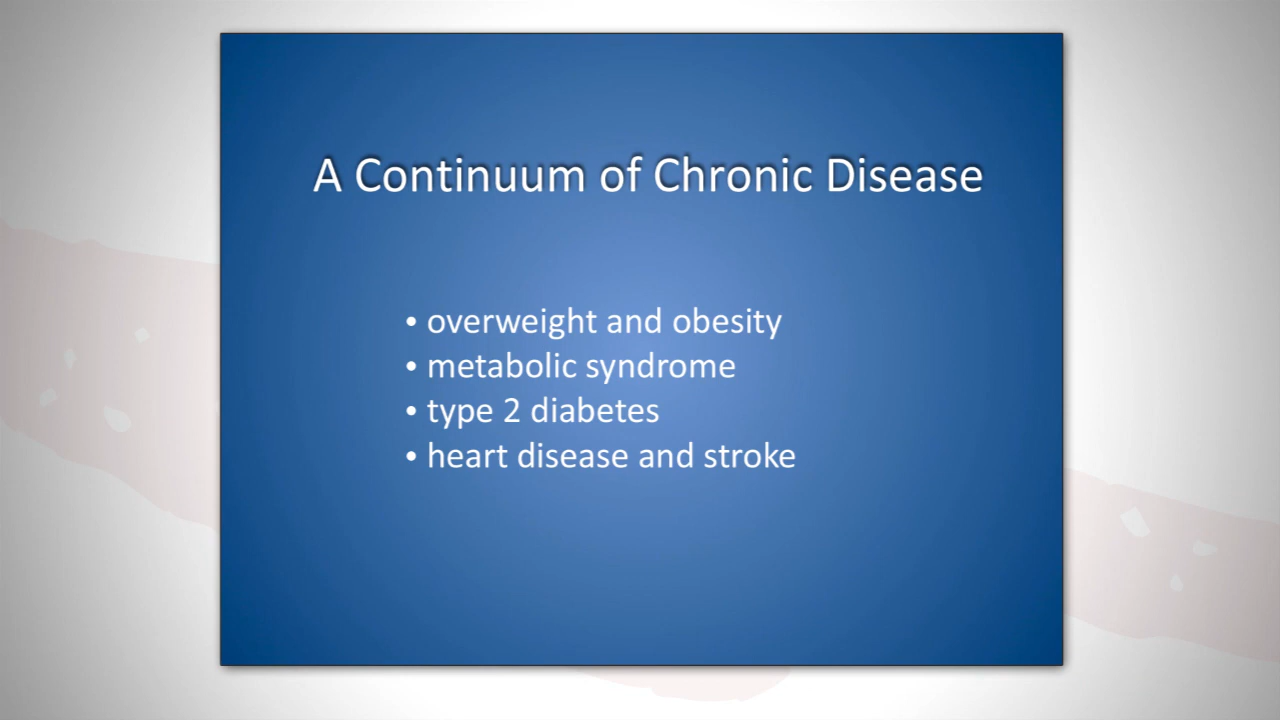 A Continuum of Chronic Disease
• overweight and obesity
• metabolic syndrome
• type 2 diabetes
• heart disease and stroke